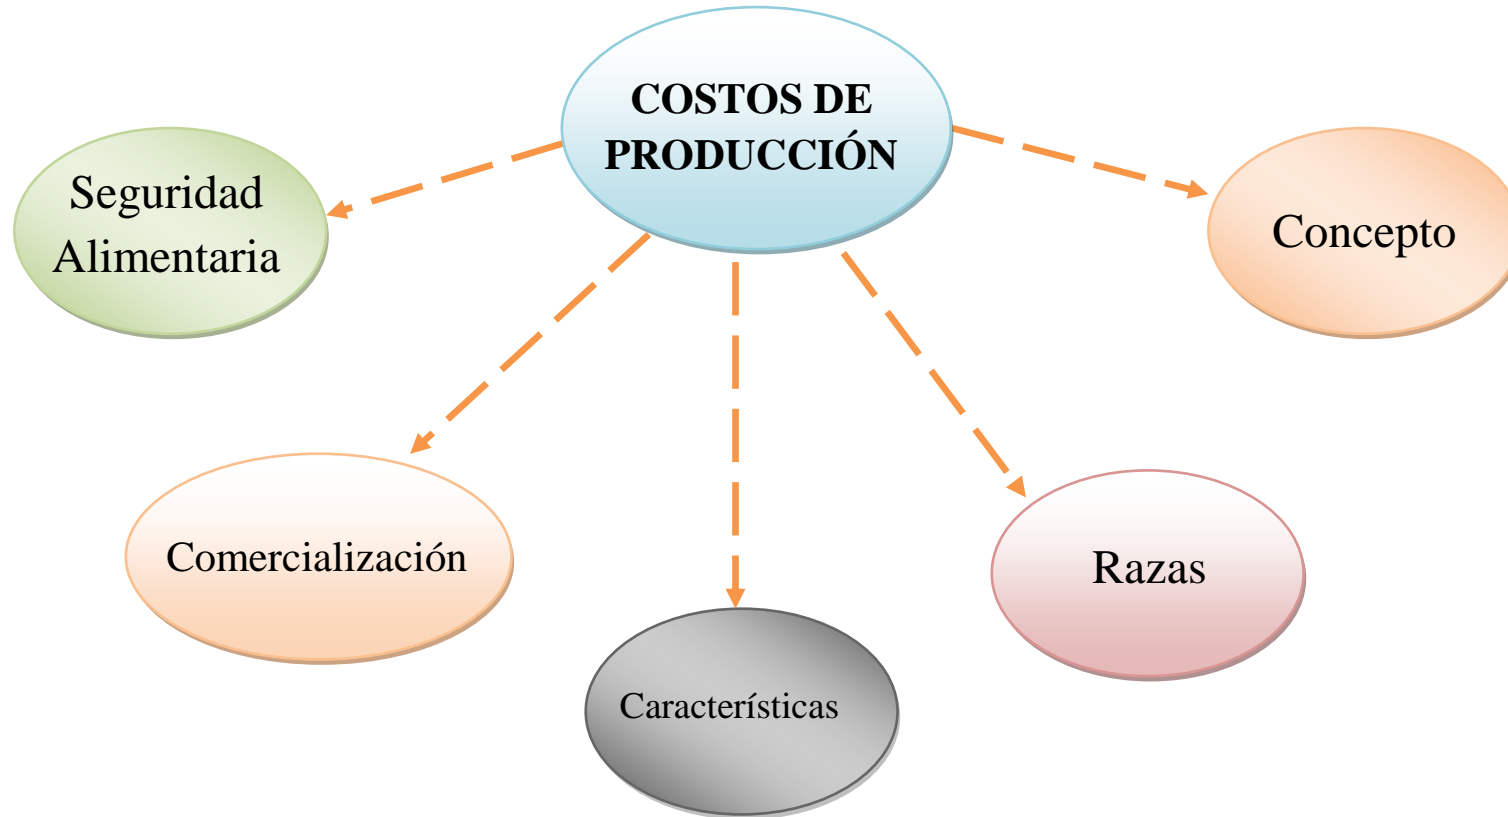 COSTOS DE
PRODUCCIÓN
Seguridad
Alimentaria
Concepto
Comercialización
Razas
Características